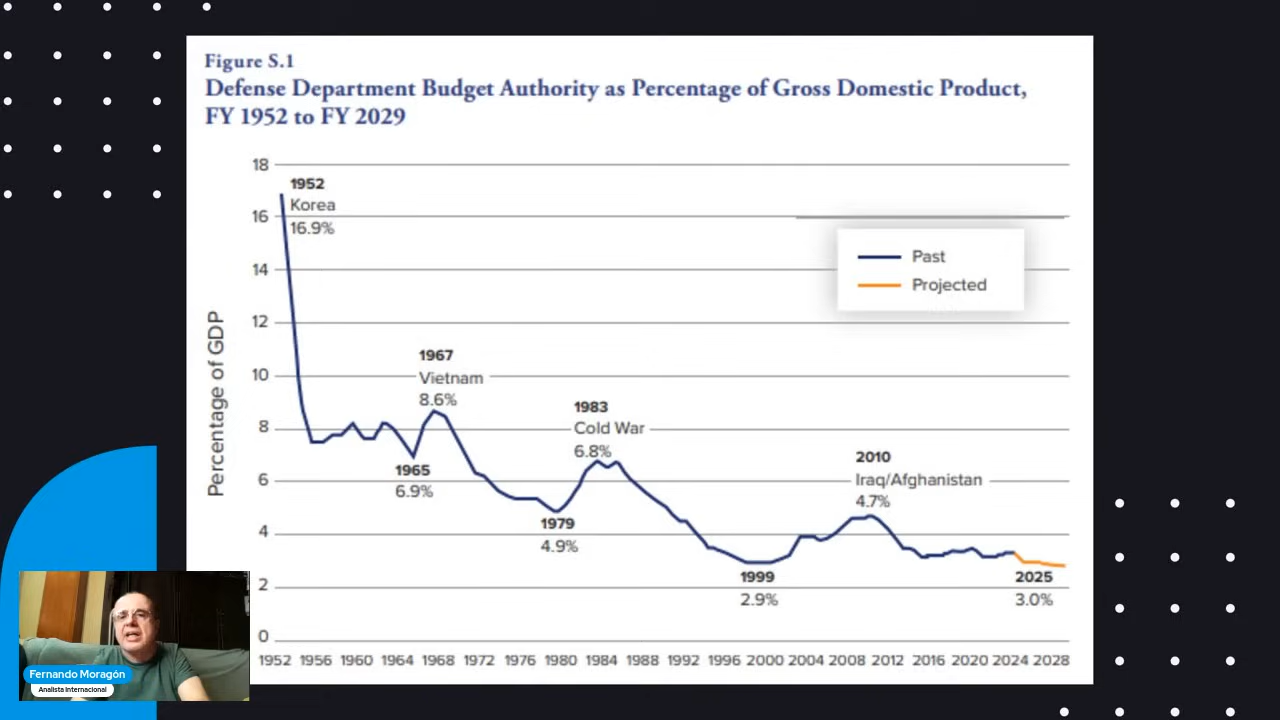 Figure S.1
Defense Department Budget Authority as Percentage of Gross Domestic Product,
FY 1952 to FY 2029
Percentage of GDP
18
16
14
12
10
8
6
4
2
0
1952
Korea
16.9%
1965
6.9%
1967
Vietnam
8.6%
1979
4.9%
1983
Cold War
6.8%
1999
2.9%
2010
Iraq/Afghanistan
4.7%
2025
3.0%
Past
Projected
1952 1956 1960 1964 1968 1972 1976 1980 1984 1988 1992 1996 2000 2004 2008 2012 2016 2020 2024 2028
Fernando Moragón
Analista Internacional